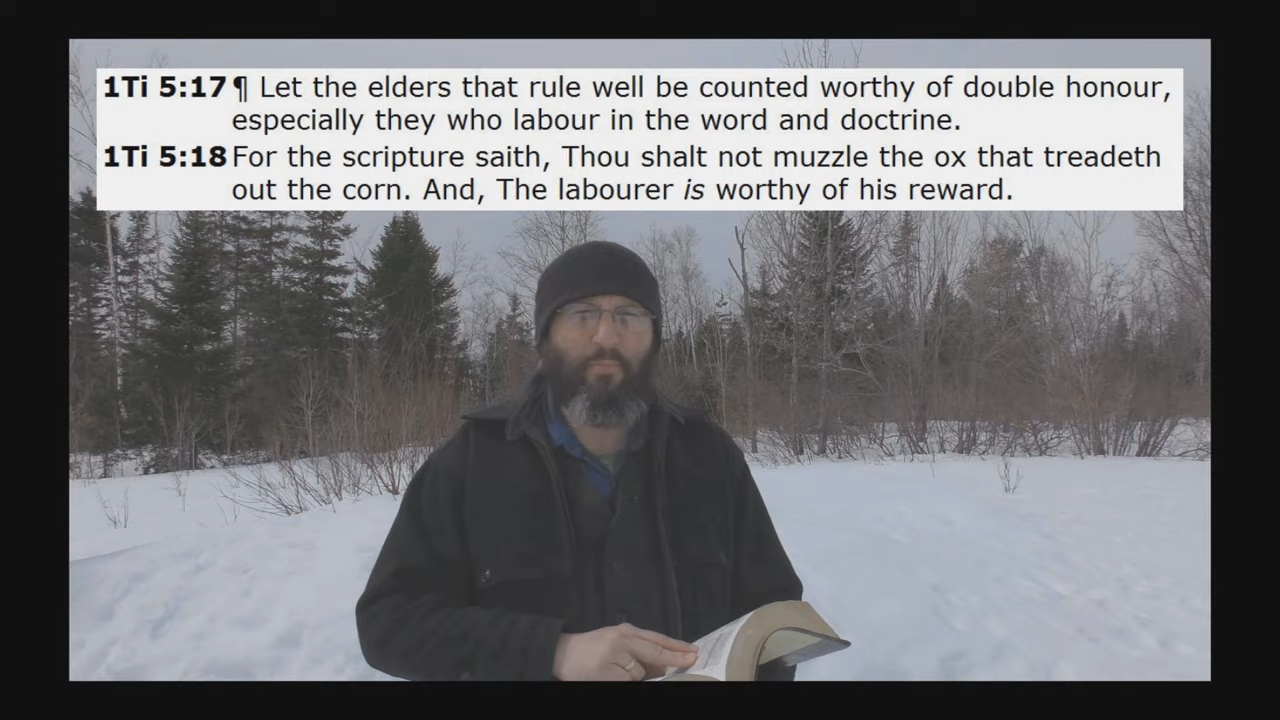 1Ti 5:17 ¶ Let the elders that rule well be counted worthy of double honour,
especially they who labour in the word and doctrine.
1Ti 5:18 For the scripture saith, Thou shalt not muzzle the ox that treadeth
out the corn. And, The labourer is worthy of his reward.